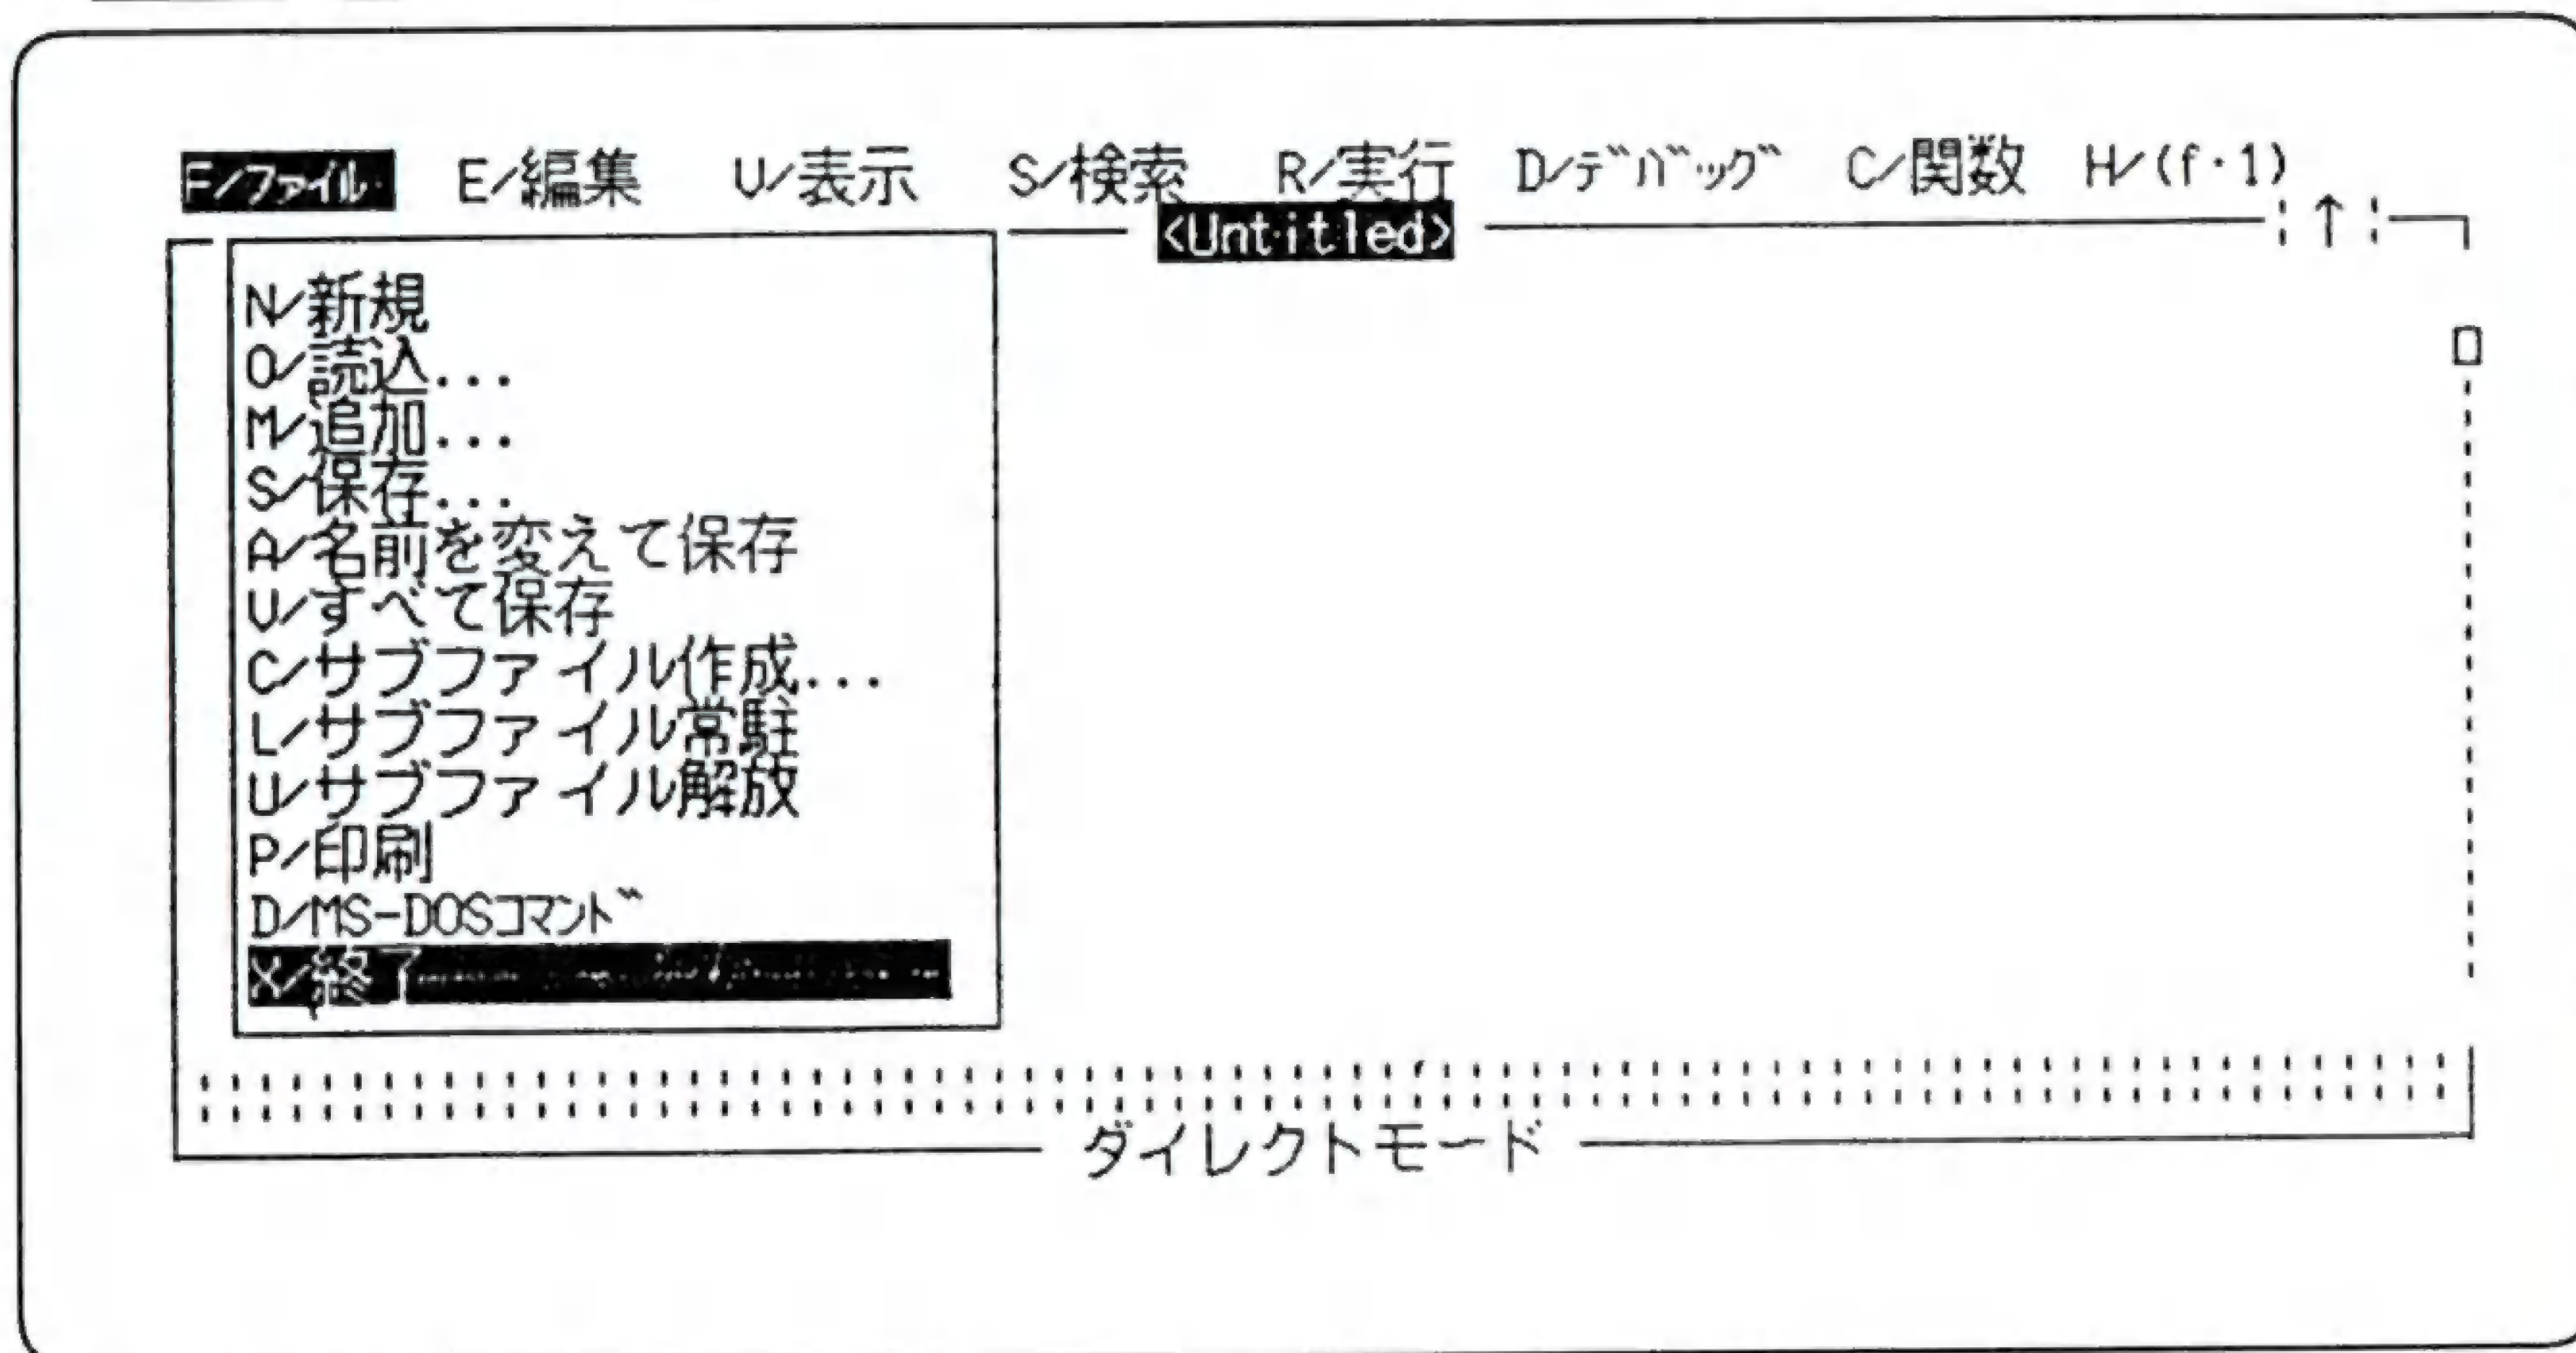 F/ファイル E/編集 V/表示 S/検索 R/実行 D/デバッグ C/関数 H/(f・1)
<Untitled> ↑
N/新規
O/読込...
M/追加...
S/保存...
A/名前を変えて保存
V/すべて保存
C/サブファイル作成...
L/サブファイル常駐
U/サブファイル解放
P/印刷
D/MS-DOSコマンド
X/終了
ダイレクトモード